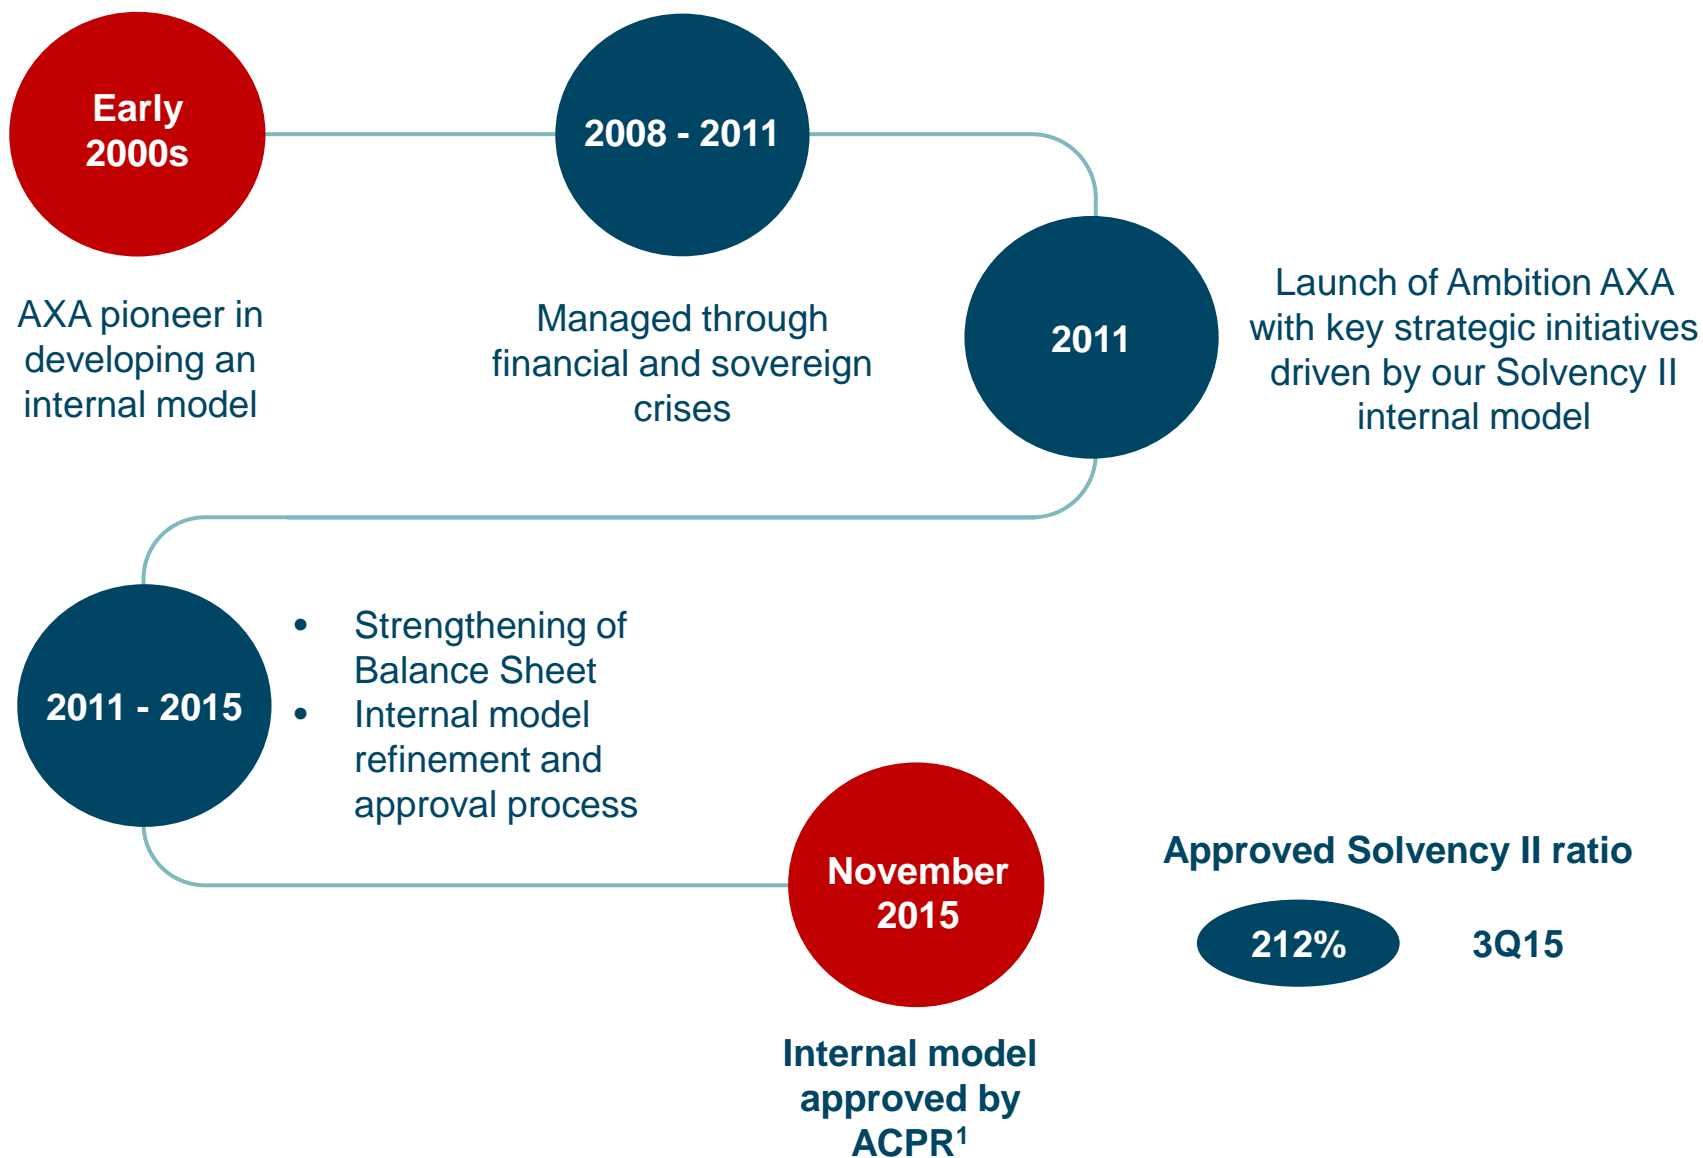 Early
2000s
AXA pioneer in
developing an
internal model
2008 - 2011
Managed through
financial and sovereign
crises
2011
Launch of Ambition AXA
with key strategic initiatives
driven by our Solvency II
internal model
2011 - 2015
• Strengthening of
Balance Sheet
• Internal model
refinement and
approval process
November
2015
Internal model
approved by
ACPR¹
Approved Solvency II ratio
212% 3Q15